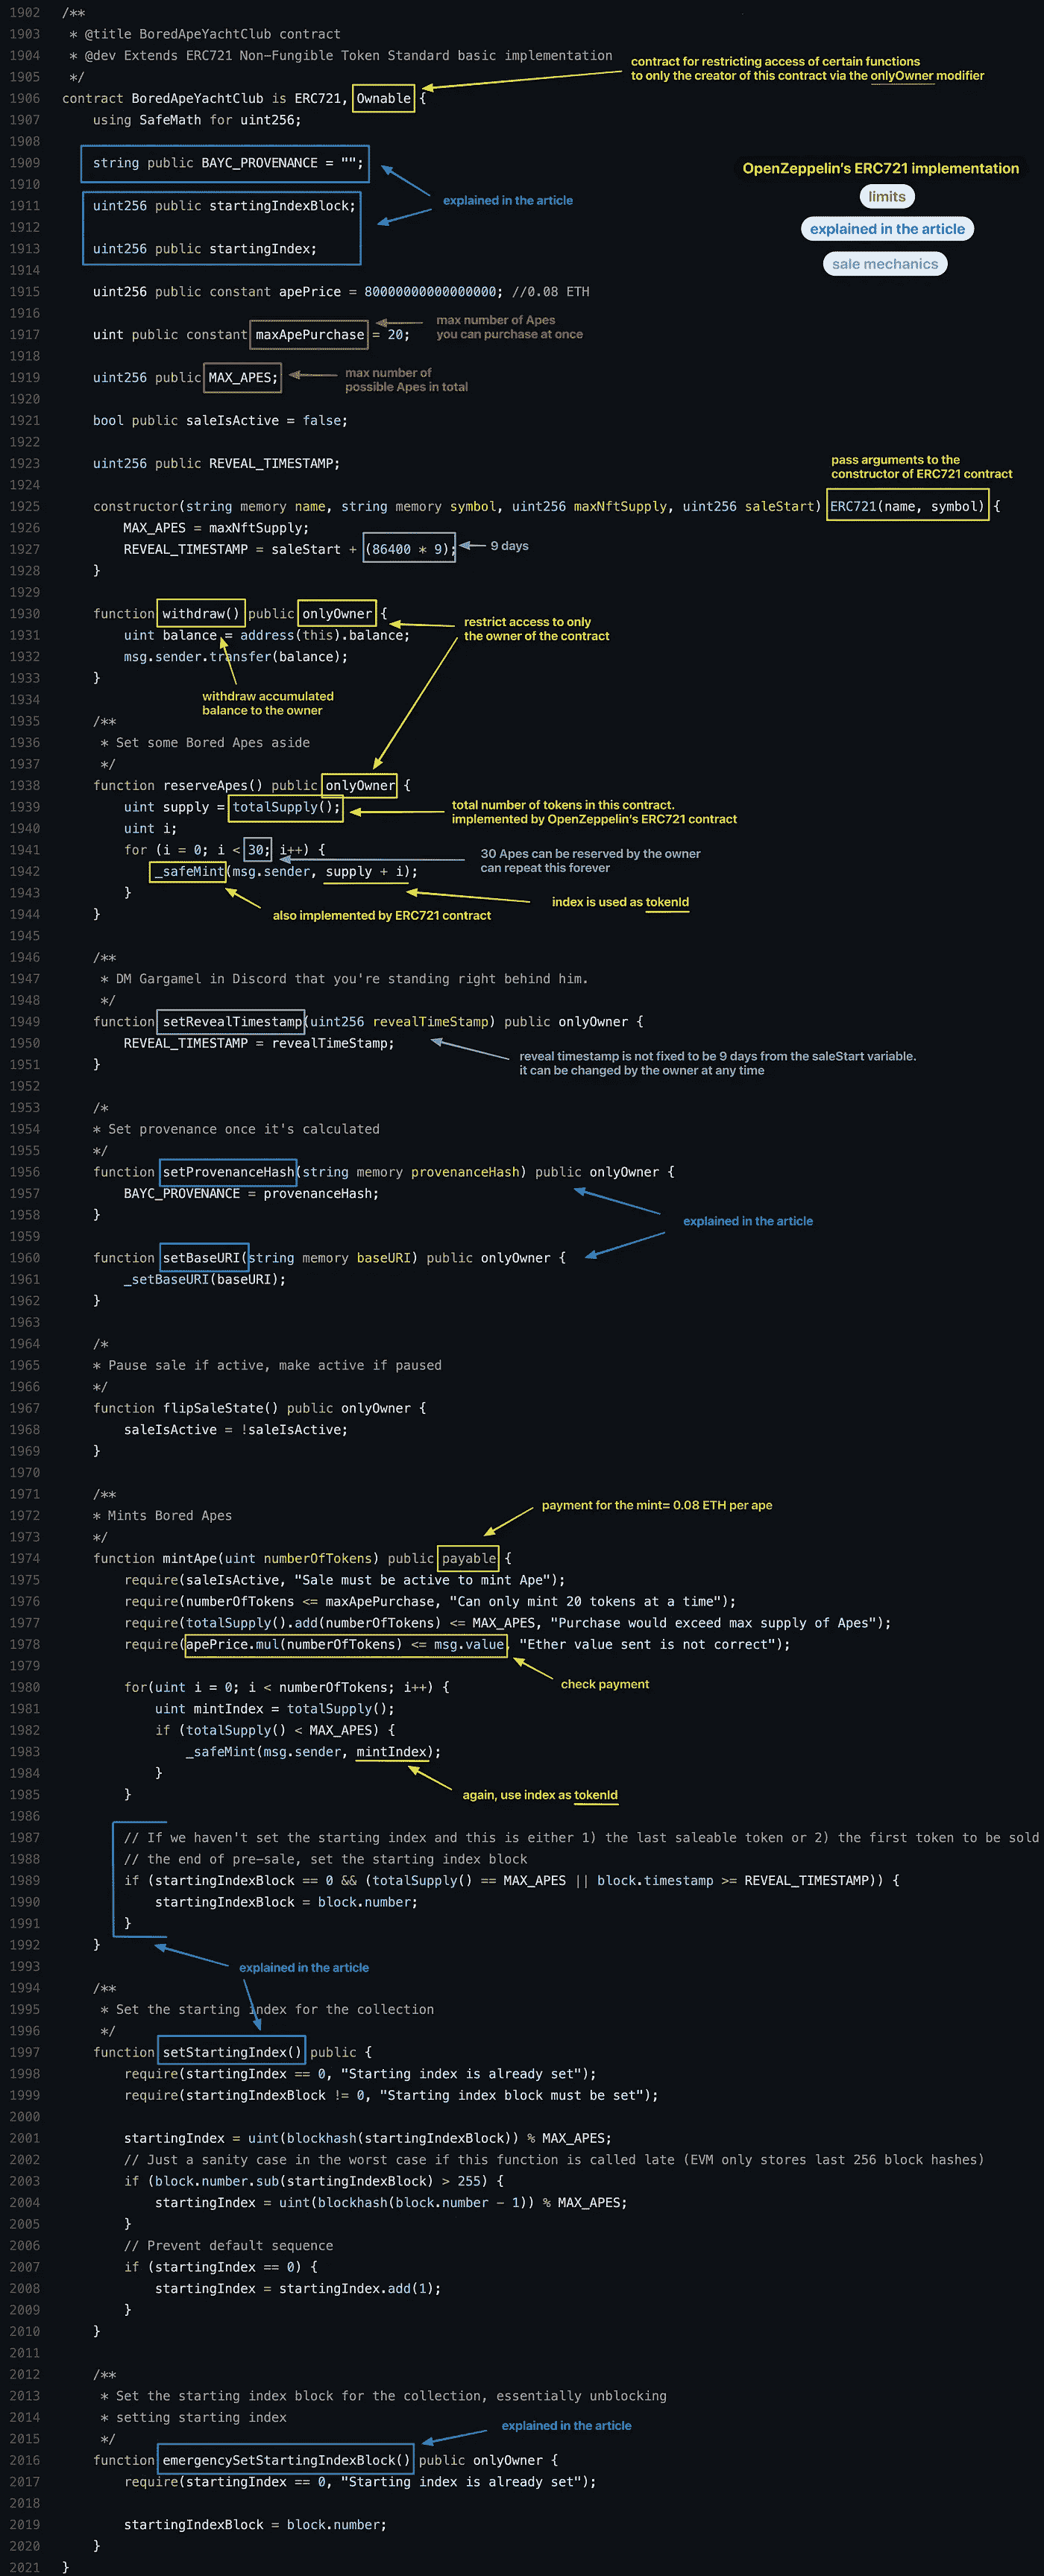 1902 /**
1903 * @title BoredApeYachtClub contract
1904 * @dev Extends ERC721 Non-Fungible Token Standard basic implementation
contract for restricting access of certain functions
to only the creator of this contract via the onlyOwner modifier
1905 */
1906 contract BoredApeYachtClub is ERC721, Ownable {
1907 using SafeMath for uint256;
1908
1909 string public BAYC_PROVENANCE = "";
OpenZeppelin's ERC721 implementation
limits
explained in the article
sale mechanics
1910
explained in the article
1911 uint256 public startingIndexBlock;
1912
1913 uint256 public startingIndex;
1914
1915 uint256 public constant apePrice = 80000000000000000; //0.08 ETH
1916
max number of Apes
you can purchase at once
1917 uint public constant maxApePurchase = 20;
1918
1919 uint256 public MAX_APES;
max number of
possible Apes in total
1920
1921 bool public saleIsActive = false;
1922
1923 uint256 public REVEAL_TIMESTAMP;
pass arguments to the
constructor of ERC721 contract
1924
1925 constructor(string memory name, string memory symbol, uint256 maxNftSupply, uint256 saleStart) ERC721(name, symbol) {
1926 MAX_APES = maxNftSupply;
1927 REVEAL_TIMESTAMP = saleStart + (86400 * 9); 9 days
1928 }
1929
1930 function withdraw() public onlyOwner {
restrict access to only
the owner of the contract
1931 uint balance = address(this).balance;
1932 msg.sender.transfer(balance);
1933 }
1934
withdraw accumulated
balance to the owner
1935 /**
1936 * Set some Bored Apes aside
1937 */
1938 function reserveApes() public onlyOwner {
1939 uint supply = totalSupply();
total number of tokens in this contract.
implemented by OpenZeppelin's ERC721 contract
1940 uint i;
1941 for (i = 0; i < 30; i++) {
30 Apes can be reserved by the owner
can repeat this forever
1942 _safeMint(msg.sender, supply + i);
1943 }
index is used as tokenId
1944 }
also implemented by ERC721 contract
1945
1946 /**
1947 * DM Gargamel in Discord that you're standing right behind him.
1948 */
1949 function setRevealTimestamp(uint256 revealTimeStamp) public onlyOwner {
1950 REVEAL_TIMESTAMP = revealTimeStamp;
reveal timestamp is not fixed to be 9 days from the saleStart variable.
it can be changed by the owner at any time
1951 }
1952
1953 /*
1954 * Set provenance once it's calculated
1955 */
1956 function setProvenanceHash(string memory provenanceHash) public onlyOwner {
1957 BAYC_PROVENANCE = provenanceHash;
1958 }
explained in the article
1959
1960 function setBaseURI(string memory baseURI) public onlyOwner {
1961 _setBaseURI(baseURI);
1962 }
1963
1964 /*
1965 * Pause sale if active, make active if paused
1966 */
1967 function flipSaleState() public onlyOwner {
1968 saleIsActive = !saleIsActive;
1969 }
1970
1971 /**
payment for the mint= 0.08 ETH per ape
1972 * Mints Bored Apes
1973 */
1974 function mintApe(uint numberOfTokens) public payable {
1975 require(saleIsActive, "Sale must be active to mint Ape");
1976 require(numberOfTokens <= maxApePurchase, "Can only mint 20 tokens at a time");
1977 require(totalSupply().add(numberOfTokens) <= MAX_APES, "Purchase would exceed max supply of Apes");
1978 require(apePrice.mul(numberOfTokens) <= msg.value, "Ether value sent is not correct");
1979
check payment
1980 for(uint i = 0; i < numberOfTokens; i++) {
1981 uint mintIndex = totalSupply();
1982 if (totalSupply() < MAX_APES) {
1983 _safeMint(msg.sender, mintIndex);
1984 }
1985 }
again, use index as tokenId
1986
1987 // If we haven't set the starting index and this is either 1) the last saleable token or 2) the first token to be sold
1988 // the end of pre-sale, set the starting index block
1989 if (startingIndexBlock == 0 && (totalSupply() == MAX_APES || block.timestamp >= REVEAL_TIMESTAMP)) {
1990 startingIndexBlock = block.number;
1991 }
1992 }
1993
explained in the article
1994 /**
1995 * Set the starting index for the collection
1996 */
1997 function setStartingIndex() public {
1998 require(startingIndex == 0, "Starting index is already set");
1999 require(startingIndexBlock != 0, "Starting index block must be set");
2000
2001 startingIndex = uint(blockhash(startingIndexBlock)) % MAX_APES;
2002 // Just a sanity case in the worst case if this function is called late (EVM only stores last 256 block hashes)
2003 if (block.number.sub(startingIndexBlock) > 255) {
2004 startingIndex = uint(blockhash(block.number - 1)) % MAX_APES;
2005 }
2006 // Prevent default sequence
2007 if (startingIndex == 0) {
2008 startingIndex = startingIndex.add(1);
2009 }
2010 }
2011
2012 /**
2013 * Set the starting index block for the collection, essentially unblocking
2014 * setting starting index
explained in the article
2015 */
2016 function emergencySetStartingIndexBlock() public onlyOwner {
2017 require(startingIndex == 0, "Starting index is already set");
2018
2019 startingIndexBlock = block.number;
2020 }
2021 }